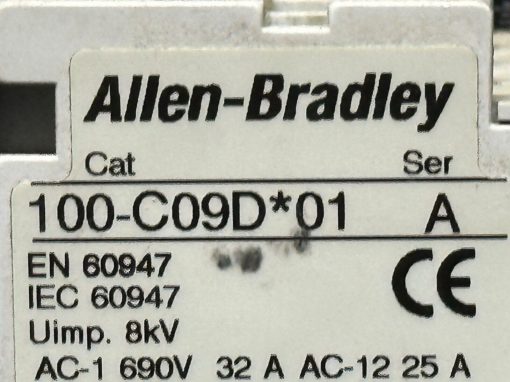 Allen-Bradley
Cat Ser
100-C09D*01 A
EN 60947
IEC 60947
Uimp. 8kV
AC-1 690V 32 A AC-12 25 A
CE